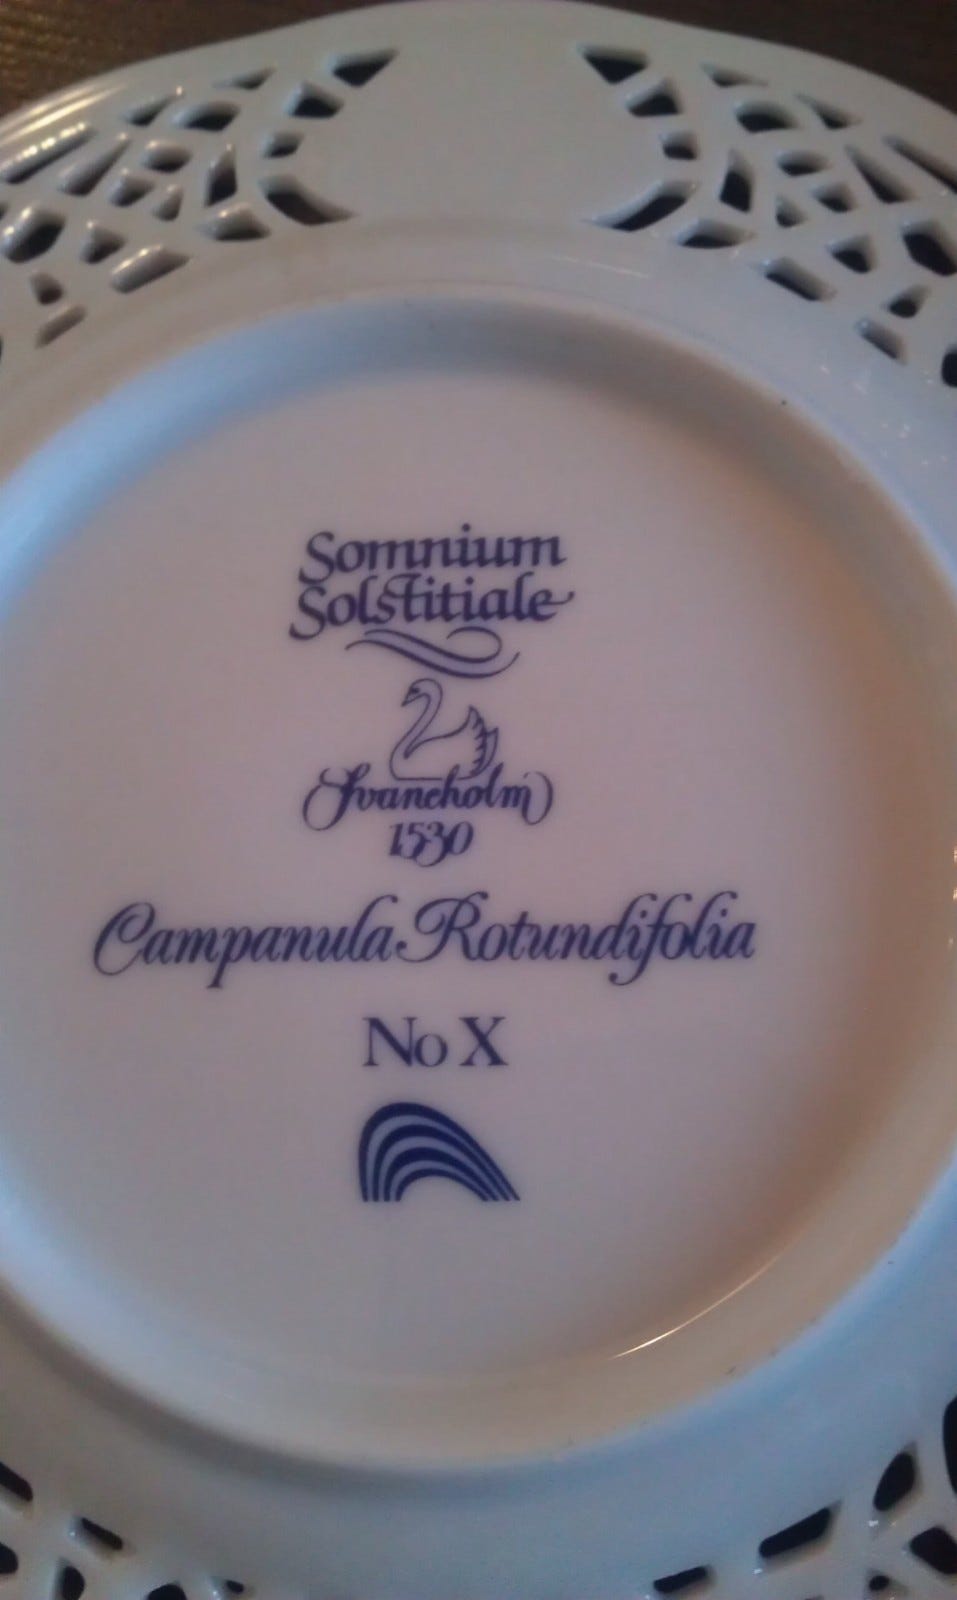 Somnium
Solstitiale
Svaneholm
1530
Campanula Rotundifolia
No X